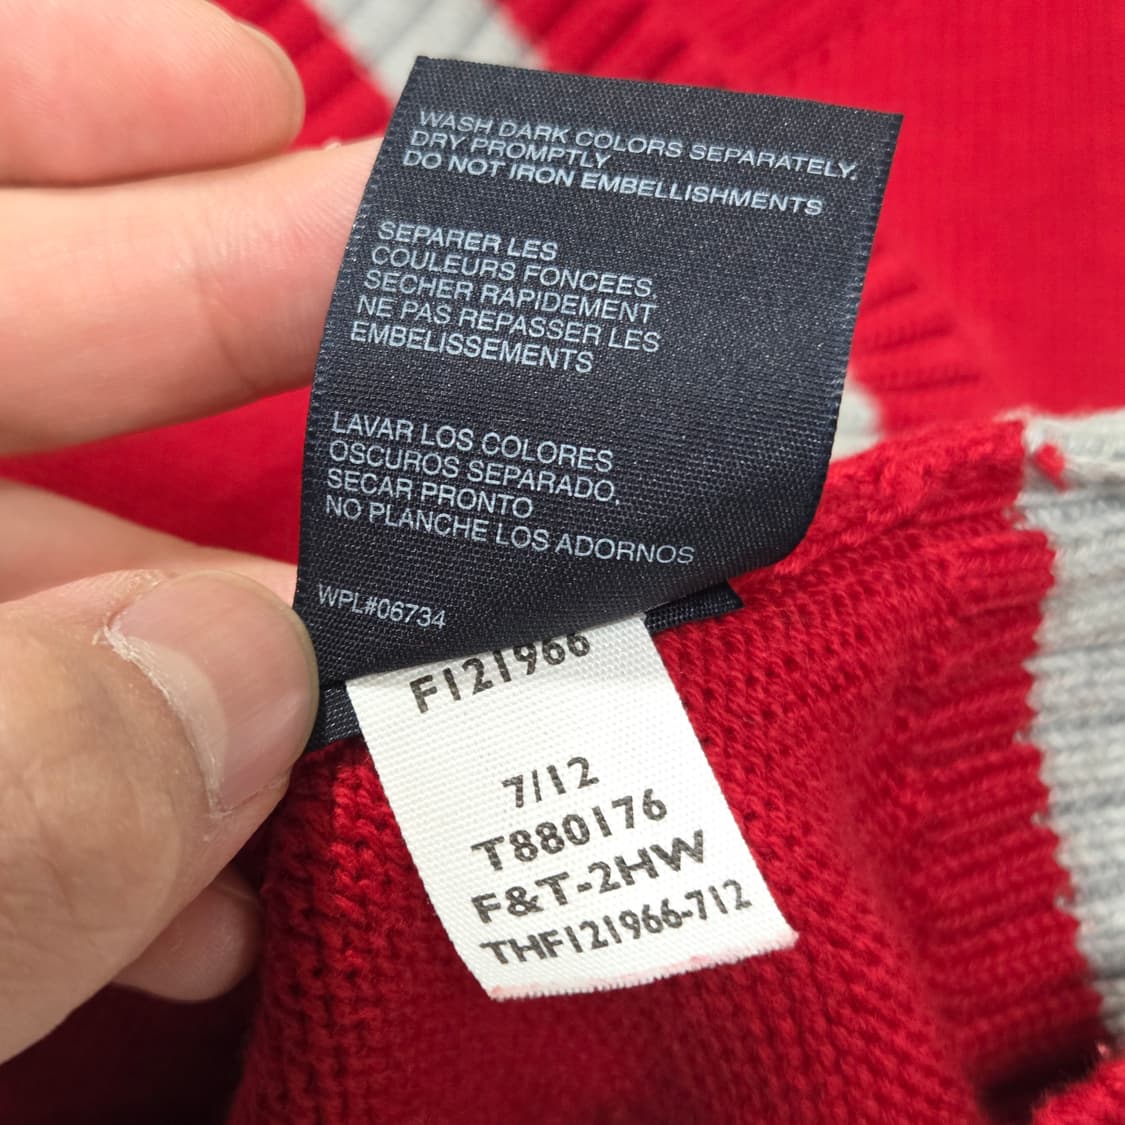 WASH DARK COLORS SEPARATELY.
DRY PROMPTLY
DO NOT IRON EMBELLISHMENTS
SEPARER LES
COULEURS FONCEES,
SECHER RAPIDEMENT
NE PAS REPASSER LES
EMBELISSEMENTS
LAVAR LOS COLORES
OSCUROS SEPARADO,
SECAR PRONTO
NO PLANCHE LOS ADORNOS
WPL#06734
F121966
7/12
T880176
F&T-2HW
THF121966-712